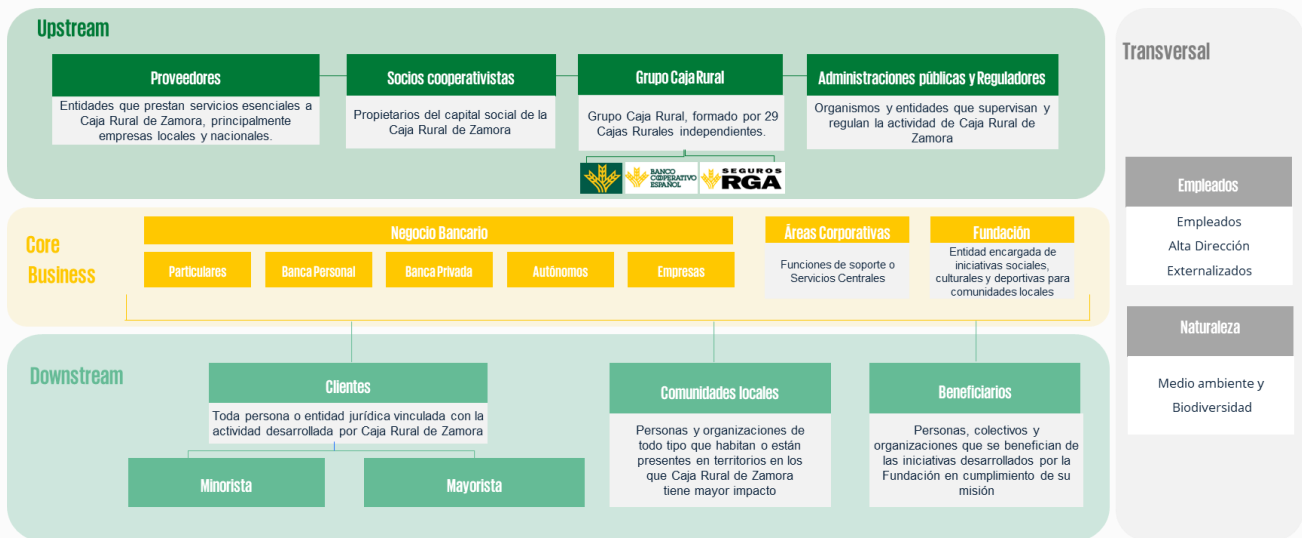 Upstream
Proveedores
Entidades que prestan servicios esenciales a
Caja Rural de Zamora, principalmente
empresas locales y nacionales.
Socios cooperativistas
Propietarios del capital social de la
Caja Rural de Zamora
Grupo Caja Rural
Grupo Caja Rural, formado por 29
Cajas Rurales independientes.
BANCO
COOPERATIVO
ESPAÑOL
SEGUROS
RGA
Administraciones públicas y Reguladores
Organismos y entidades que supervisan y
regulan la actividad de Caja Rural de
Zamora
Core
Business
Negocio Bancario
Particulares
Banca Personal
Banca Privada
Autónomos
Empresas
Áreas Corporativas
Funciones de soporte o
Servicios Centrales
Fundación
Entidad encargada de
iniciativas sociales,
culturales y deportivas para
comunidades locales
Downstream
Clientes
Toda persona o entidad jurídica vinculada con la
actividad desarrollada por Caja Rural de Zamora
Minorista
Mayorista
Comunidades locales
Personas y organizaciones de
todo tipo que habitan o están
presentes en territorios en los
que Caja Rural de Zamora
tiene mayor impacto
Beneficiarios
Personas, colectivos y
organizaciones que se benefician de
las iniciativas desarrollados por la
Fundación en cumplimiento de su
misión
Transversal
Empleados
Empleados
Alta Dirección
Externalizados
Naturaleza
Medio ambiente y
Biodiversidad